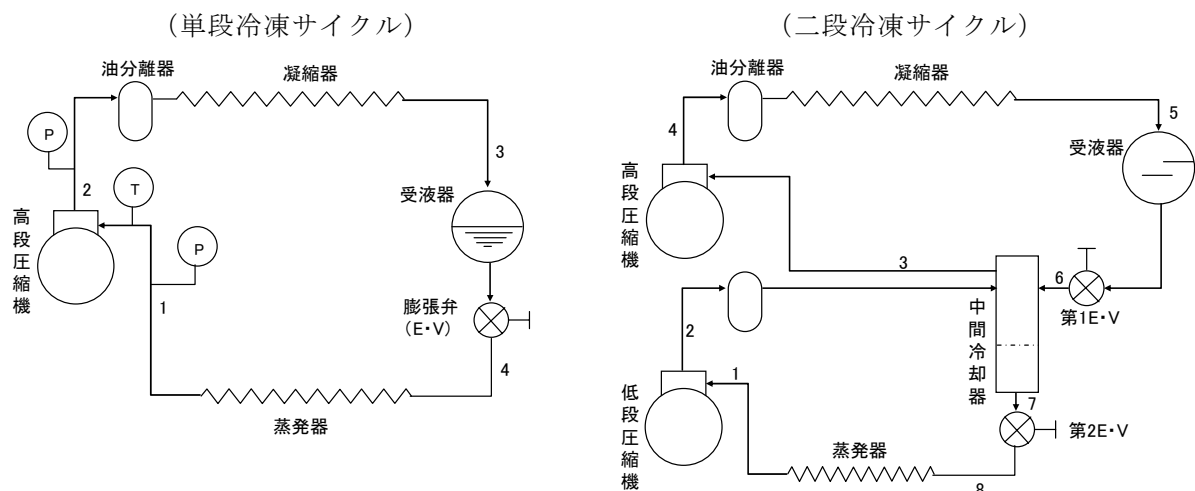 (単段冷凍サイクル)
油分離器
凝縮器
P
2
T
3
受液器
高段圧縮機
P
1
膨張弁
(E・V)
4
蒸発器
(二段冷凍サイクル)
油分離器
凝縮器
4
5
受液器
高段圧縮機
3
6
第1E・V
中間冷却器
2
1
7
低段圧縮機
第2E・V
蒸発器
8